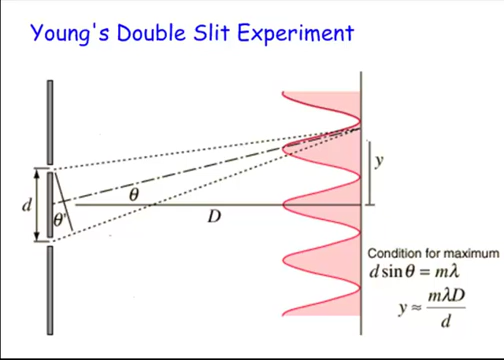 Young's Double Slit Experiment
y
d
θ
θ'
D
Condition for maximum
d sin θ = mλ
y ≈ mλD / d